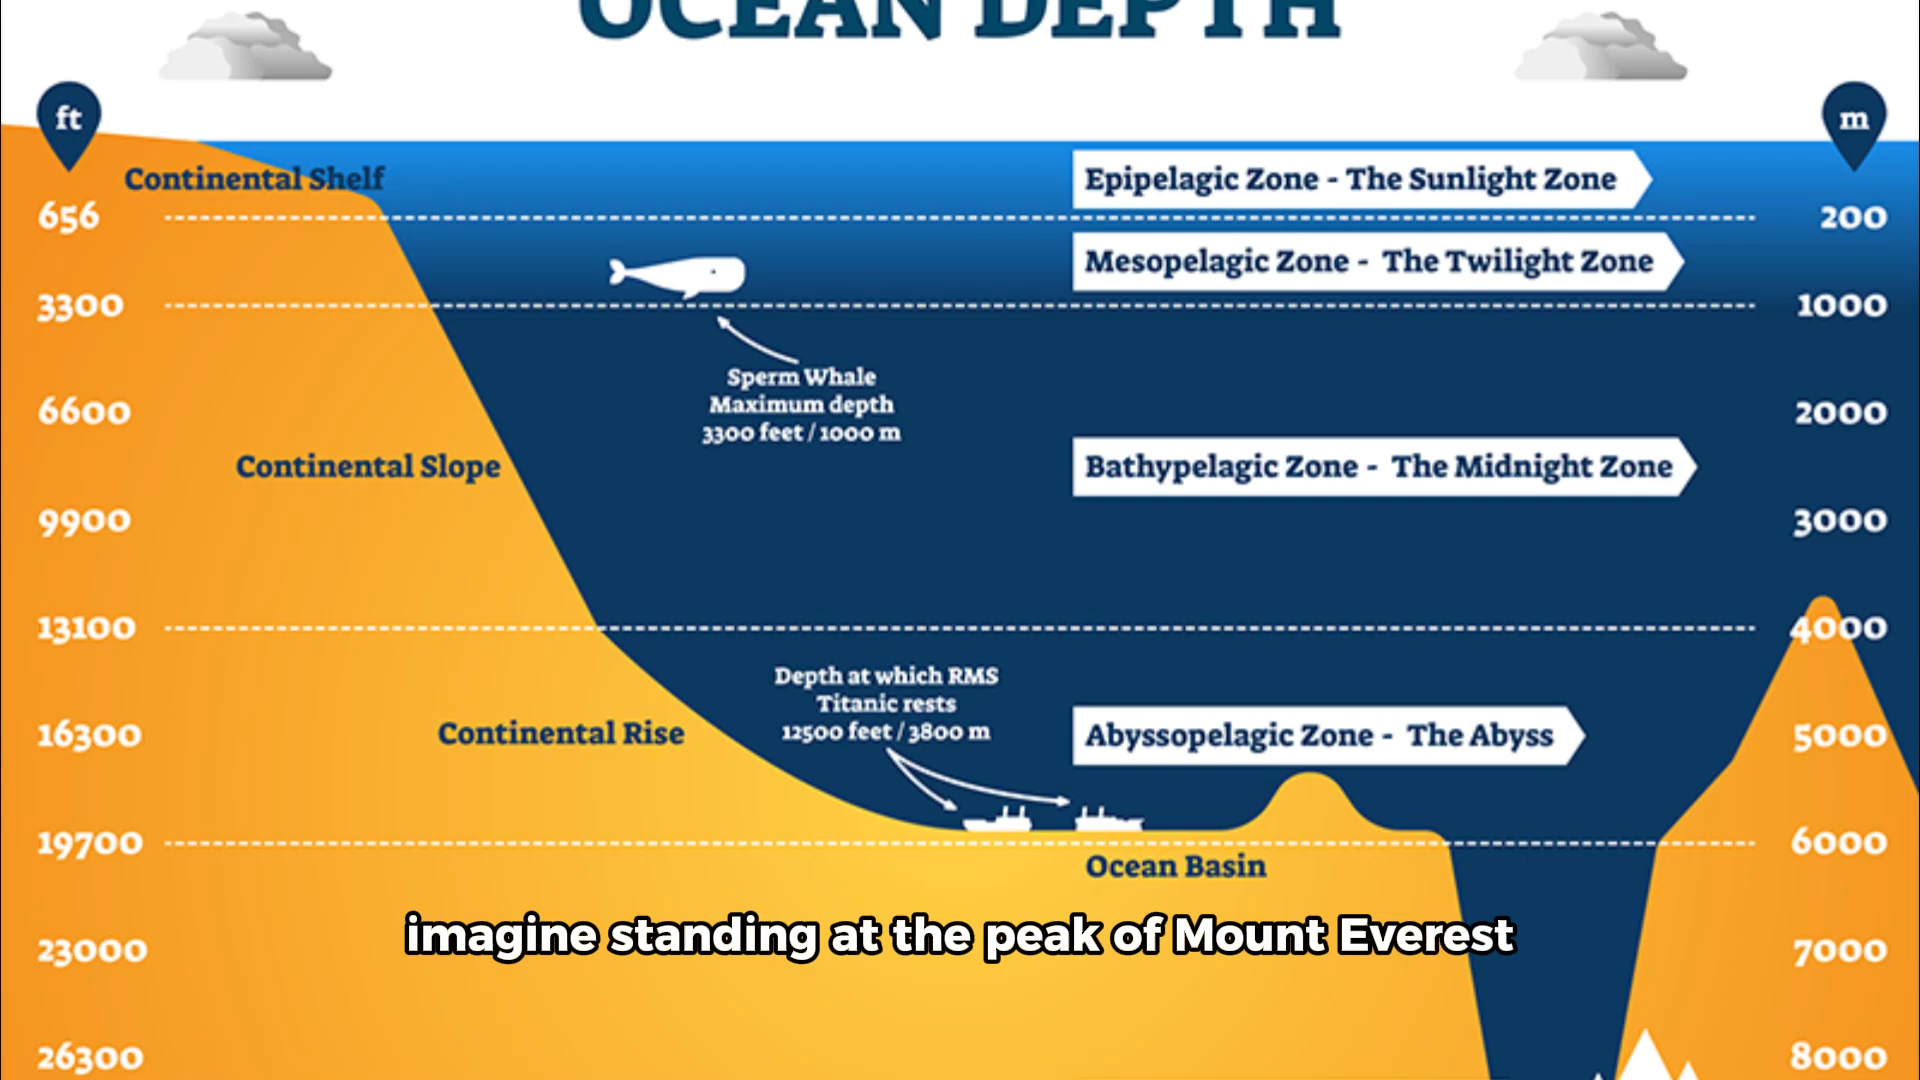 OCEAN DEPTH
ft
m
Continental Shelf
Epipelagic Zone - The Sunlight Zone
656
200
Mesopelagic Zone - The Twilight Zone
3300
1000
Sperm Whale
Maximum depth
3300 feet / 1000 m
6600
2000
Continental Slope
Bathypelagic Zone - The Midnight Zone
9900
3000
13100
4000
Depth at which RMS
Titanic rests
12500 feet / 3800 m
Continental Rise
Abyssopelagic Zone - The Abyss
16300
5000
19700
6000
Ocean Basin
imagine standing at the peak of Mount Everest
23000
7000
26300
8000